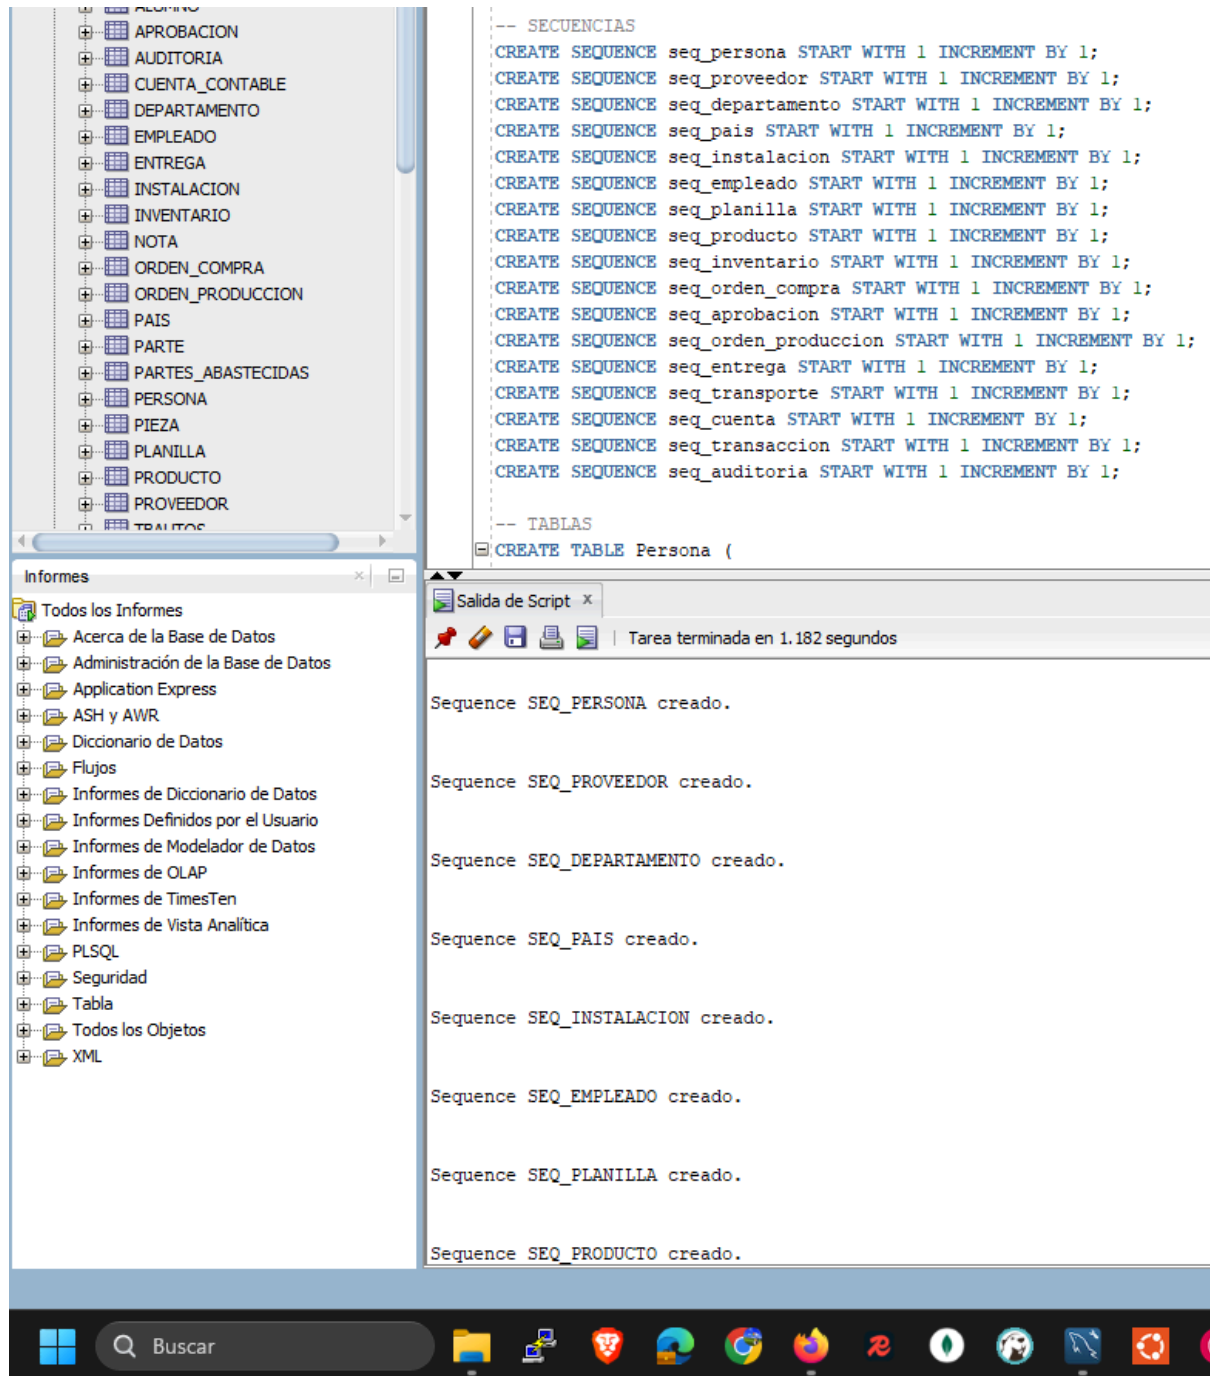 ALUMNO
APROBACION
AUDITORIA
CUENTA_CONTABLE
DEPARTAMENTO
EMPLEADO
ENTREGA
INSTALACION
INVENTARIO
NOTA
ORDEN_COMPRA
ORDEN_PRODUCCION
PAIS
PARTE
PARTES_ABASTECIDAS
PERSONA
PIEZA
PLANILLA
PRODUCTO
PROVEEDOR
Informes
Todos los Informes
Acerca de la Base de Datos
Administración de la Base de Datos
Application Express
ASH y AWR
Diccionario de Datos
Flujos
Informes de Diccionario de Datos
Informes Definidos por el Usuario
Informes de Modelador de Datos
Informes de OLAP
Informes de TimesTen
Informes de Vista Analítica
PLSQL
Seguridad
Tabla
Todos los Objetos
XML
-- SECUENCIAS
CREATE SEQUENCE seq_persona START WITH 1 INCREMENT BY 1;
CREATE SEQUENCE seq_proveedor START WITH 1 INCREMENT BY 1;
CREATE SEQUENCE seq_departamento START WITH 1 INCREMENT BY 1;
CREATE SEQUENCE seq_pais START WITH 1 INCREMENT BY 1;
CREATE SEQUENCE seq_instalacion START WITH 1 INCREMENT BY 1;
CREATE SEQUENCE seq_empleado START WITH 1 INCREMENT BY 1;
CREATE SEQUENCE seq_planilla START WITH 1 INCREMENT BY 1;
CREATE SEQUENCE seq_producto START WITH 1 INCREMENT BY 1;
CREATE SEQUENCE seq_inventario START WITH 1 INCREMENT BY 1;
CREATE SEQUENCE seq_orden_compra START WITH 1 INCREMENT BY 1;
CREATE SEQUENCE seq_aprobacion START WITH 1 INCREMENT BY 1;
CREATE SEQUENCE seq_orden_produccion START WITH 1 INCREMENT BY 1;
CREATE SEQUENCE seq_entrega START WITH 1 INCREMENT BY 1;
CREATE SEQUENCE seq_transporte START WITH 1 INCREMENT BY 1;
CREATE SEQUENCE seq_cuenta START WITH 1 INCREMENT BY 1;
CREATE SEQUENCE seq_transaccion START WITH 1 INCREMENT BY 1;
CREATE SEQUENCE seq_auditoria START WITH 1 INCREMENT BY 1;
-- TABLAS
CREATE TABLE Persona (
Salida de Script x
Tarea terminada en 1.182 segundos
Sequence SEQ_PERSONA creado.
Sequence SEQ_PROVEEDOR creado.
Sequence SEQ_DEPARTAMENTO creado.
Sequence SEQ_PAIS creado.
Sequence SEQ_INSTALACION creado.
Sequence SEQ_EMPLEADO creado.
Sequence SEQ_PLANILLA creado.
Sequence SEQ_PRODUCTO creado.
Buscar